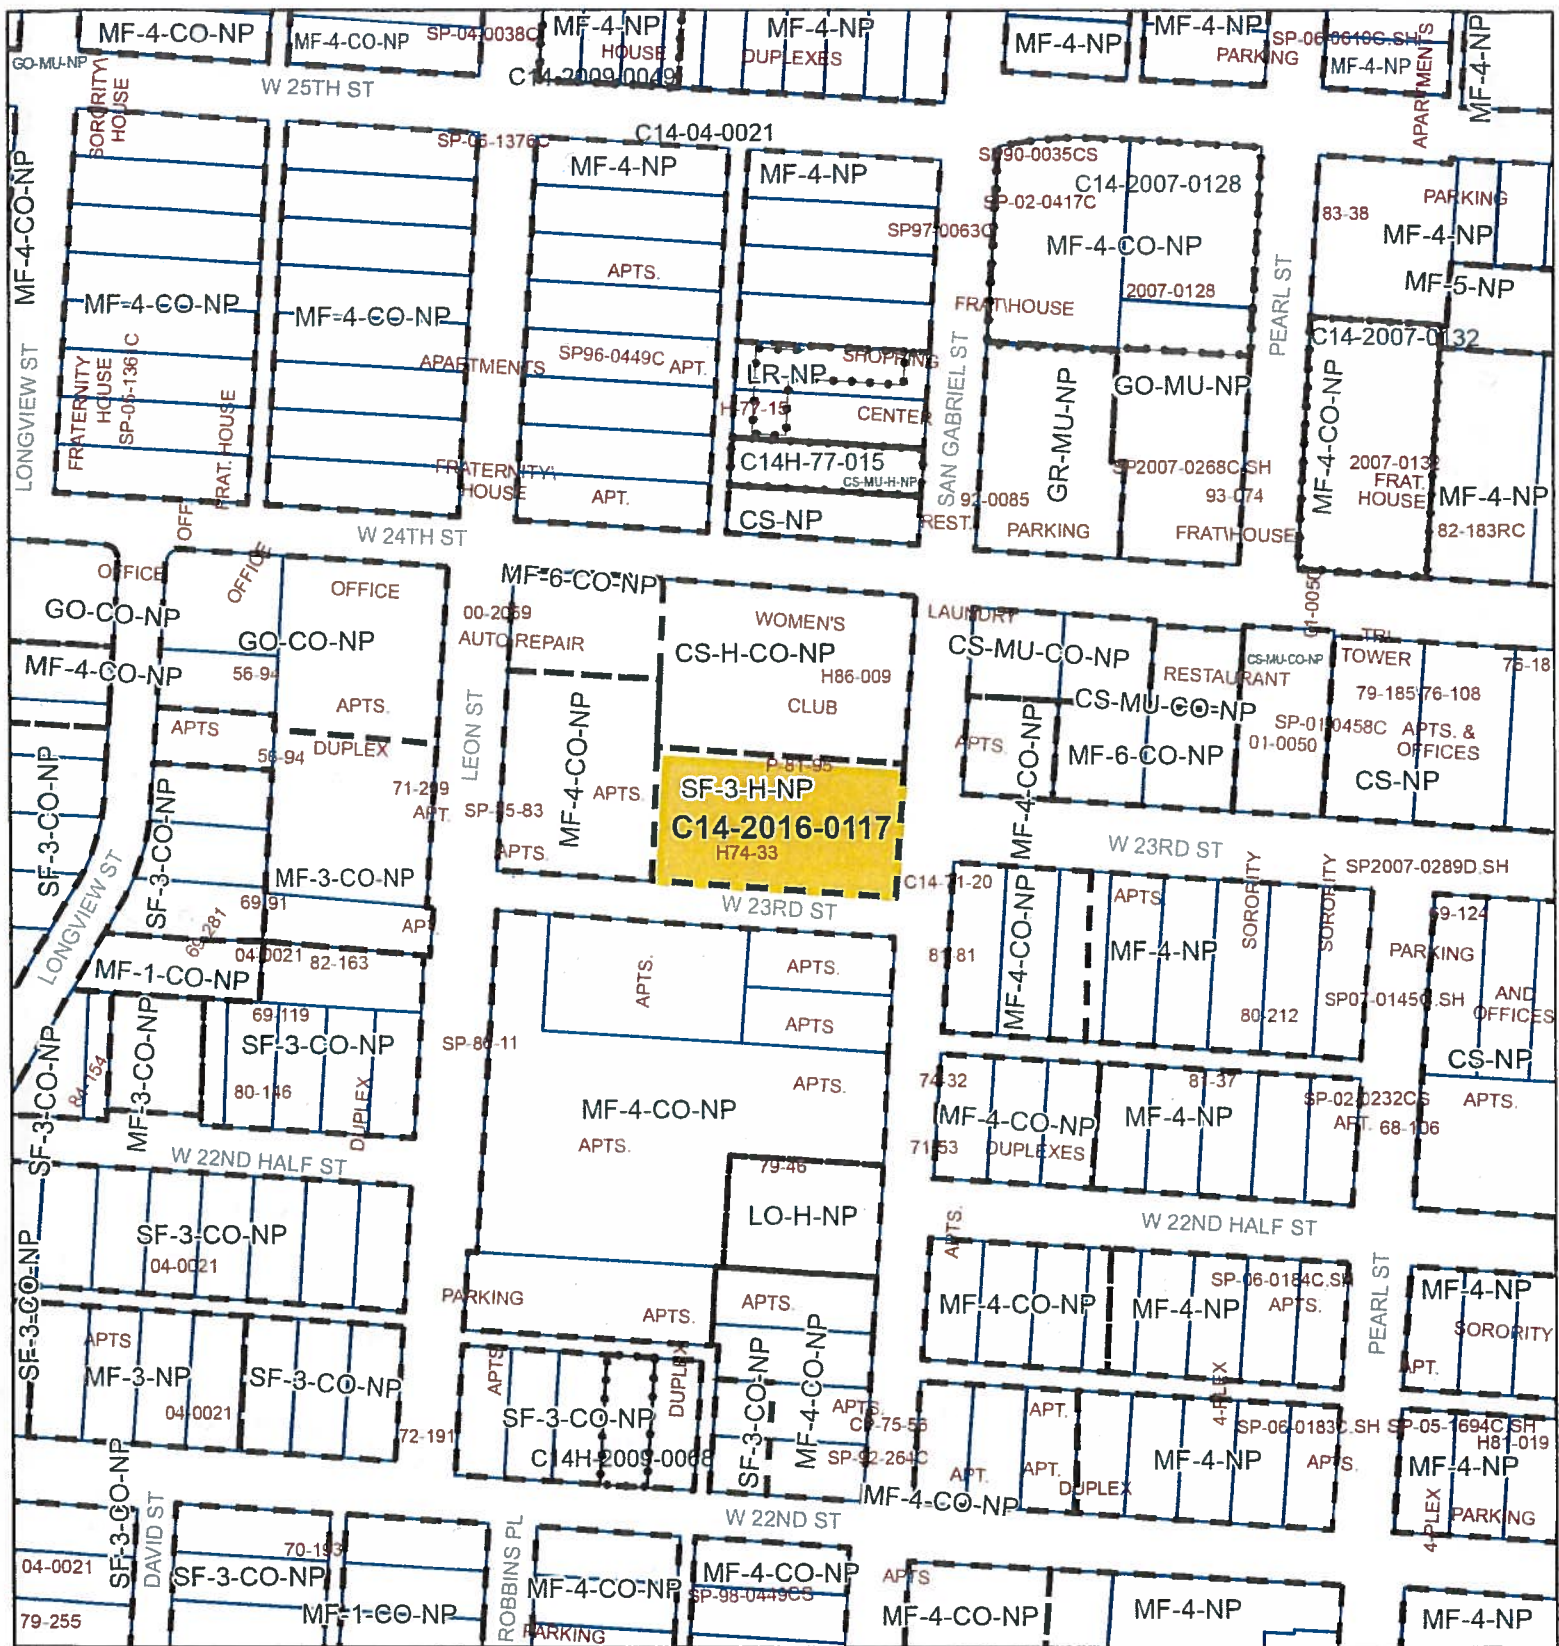 MF-4-CO-NP
MF-4-CO-NP
SP-04-0038C
MF-4-NP
HOUSE
C14-2009-0049
MF-4-NP
DUPLEXES
MF-4-NP
MF-4-NP
PARKING
MF-4-NP
APARTMENTS
MF-4-NP
GO-MU-NP
W 25TH ST
SORORITY\
HOUSE
MF-4-CO-NP
C14-04-0021
MF-4-NP
MF-4-NP
SP90-0035CS
C14-2007-0128
SP-02-0417C
SP97-0063C
MF-4-CO-NP
2007-0128
FRAT\HOUSE
PEARL ST
83-38
PARKING
MF-4-NP
MF-5-NP
C14-2007-0132
APTS.
MF-4-CO-NP
MF-4-CO-NP
LONGVIEW ST
FRATERNITY
HOUSE
SP-05-1361C
FRAT. HOUSE
APARTMENTS
SP96-0449C
APT.
SHOPPING
LR-NP
H-77-15
CENTER
C14H-77-015
CS-MU-H-NP
CS-NP
SAN GABRIEL ST
REST.
92-0085
GR-MU-NP
GO-MU-NP
SP2007-0268C.SH
93-074
PARKING
FRAT\HOUSE
MF-4-CO-NP
2007-0132
FRAT.
HOUSE
MF-4-NP
82-183RC
FRATERNITY\
HOUSE
APT.
W 24TH ST
OFFICE
OFFICE
OFFICE
GO-CO-NP
GO-CO-NP
MF-4-CO-NP
56-94
APTS
APTS.
56-94
DUPLEX
MF-6-CO-NP
00-2059
AUTO REPAIR
WOMEN'S
CS-H-CO-NP
H86-009
CLUB
LAUNDRY
CS-MU-CO-NP
RESTAURANT
CS-MU-CO-NP
CS-MU-CO-NP
01-0050
TRI
TOWER
76-18
79-185
76-108
SP-01-0458C
01-0050
APTS. &
OFFICES
CS-NP
APTS.
MF-4-CO-NP
MF-6-CO-NP
LEON ST
71-299
APT.
SP-85-83
MF-4-CO-NP
APTS.
APTS.
P-81-95
SF-3-H-NP
C14-2016-0117
H74-33
C14-71-20
W 23RD ST
W 23RD ST
SF-3-CO-NP
SF-3-CO-NP
LONGVIEW ST
MF-3-CO-NP
69-91
69-281
APT.
04-0021
82-163
MF-1-CO-NP
69-119
SF-3-CO-NP
80-146
DUPLEX
84-154
MF-3-CO-NP
SF-3-CO-NP
SP-86-11
APTS.
APTS.
APTS
APTS.
MF-4-CO-NP
APTS.
79-46
LO-H-NP
81-81
MF-4-CO-NP
APTS
MF-4-NP
SORORITY
SORORITY
80-212
SP2007-0289D.SH
69-124
PARKING
SP07-0145C.SH
AND
OFFICES
CS-NP
APTS.
74-32
MF-4-CO-NP
71-53
DUPLEXES
81-37
MF-4-NP
SP-02-0232CS
APT.
68-106
W 22ND HALF ST
W 22ND HALF ST
SF-3-CO-NP
04-0021
SF-3-CO-NP
APTS.
MF-4-CO-NP
SP-06-0184C.SH
MF-4-NP
APTS.
PEARL ST
MF-4-NP
SORORITY
APT.
PARKING
APTS.
APTS.
APTS
MF-3-NP
04-0021
SF-3-CO-NP
72-191
APTS
DUPLEX
SF-3-CO-NP
C14H-2009-0068
SF-3-CO-NP
MF-4-CO-NP
APTS.
CP-75-56
SP-92-264C
MF-4-CO-NP
APT.
APT.
APT.
DUPLEX
4-PLEX
SP-06-0183C.SH
MF-4-NP
APTS.
SP-05-1694C.SH
H81-019
MF-4-NP
4-PLEX
PARKING
W 22ND ST
SF-3-CO-NP
DAVID ST
04-0021
79-255
70-193
SF-3-CO-NP
MF-1-CO-NP
ROBBINS PL
MF-4-CO-NP
PARKING
MF-4-CO-NP
SP-98-0449CS
APTS
MF-4-CO-NP
MF-4-NP
MF-4-NP